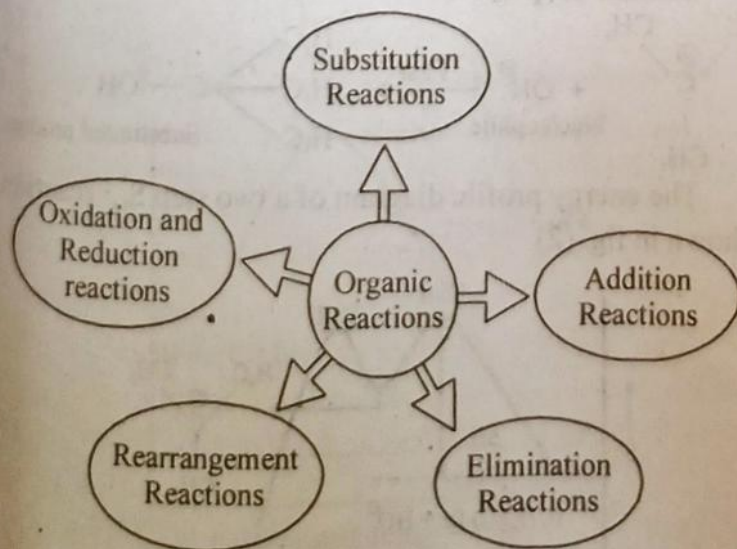 Substitution
Reactions
Oxidation and
Reduction
reactions
Organic
Reactions
Addition
Reactions
Rearrangement
Reactions
Elimination
Reactions